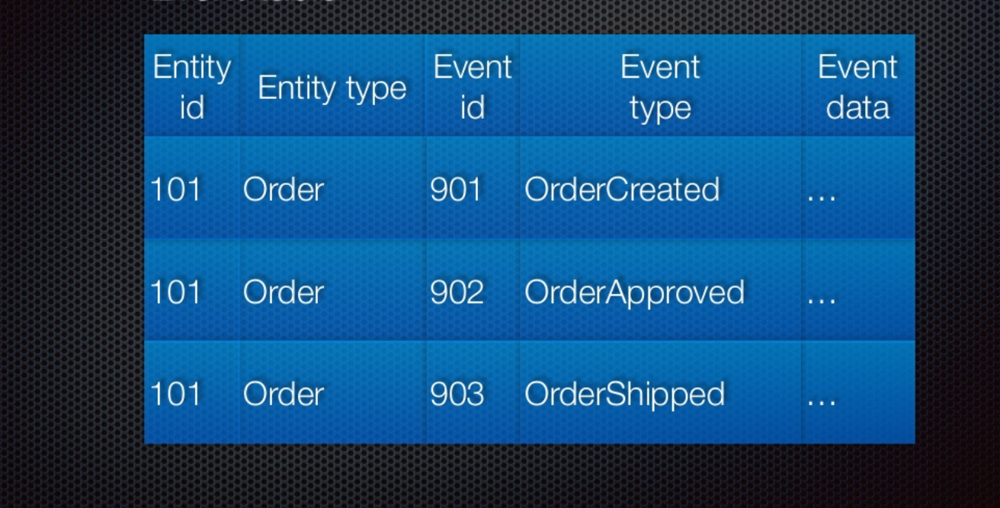 Entity id Entity type Event id Event type Event data
101 Order 901 OrderCreated ...
101 Order 902 OrderApproved ...
101 Order 903 OrderShipped ...